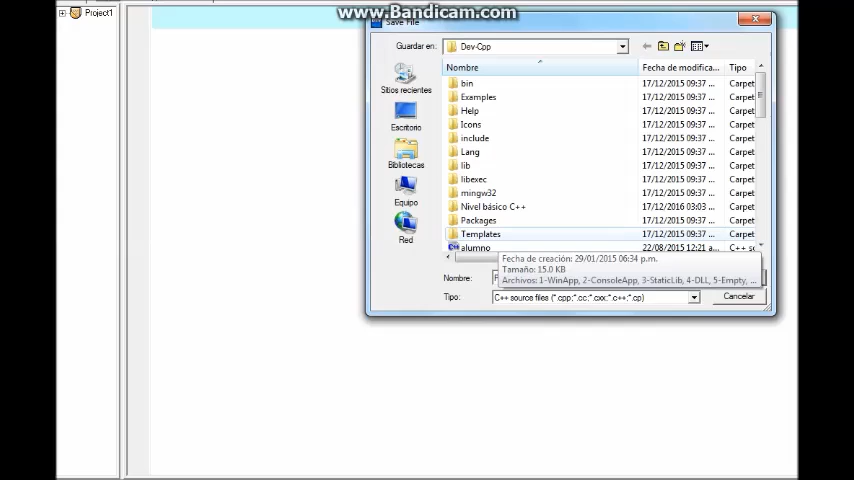 www.Bandicam.com
Project1
Save File
Guardar en: Dev-Cpp
Nombre Fecha de modifica... Tipo
Sitios recientes
Escritorio
Bibliotecas
Equipo
Red
bin 17/12/2015 09:37 ... Carpet
Examples 17/12/2015 09:37 ... Carpet
Help 17/12/2015 09:37 ... Carpet
Icons 17/12/2015 09:37 ... Carpet
include 17/12/2015 09:37 ... Carpet
Lang 17/12/2015 09:37 ... Carpet
lib 17/12/2015 09:37 ... Carpet
libexec 17/12/2015 09:37 ... Carpet
mingw32 17/12/2015 09:37 ... Carpet
Nivel básico C++ 17/12/2016 03:03 ... Carpet
Packages 17/12/2015 09:37 ... Carpet
Templates 17/12/2015 09:37 ... Carpet
alumno 22/08/2015 12:21 a... C++ sc
Fecha de creación: 29/01/2015 06:34 p.m.
Tamaño: 15.0 KB
Archivos: 1-WinApp, 2-ConsoleApp, 3-StaticLib, 4-DLL, 5-Empty, ...
Nombre:
Tipo: C++ source files (*.cpp;*.cc;*.cxx;*.c++;*.cp)
Cancelar